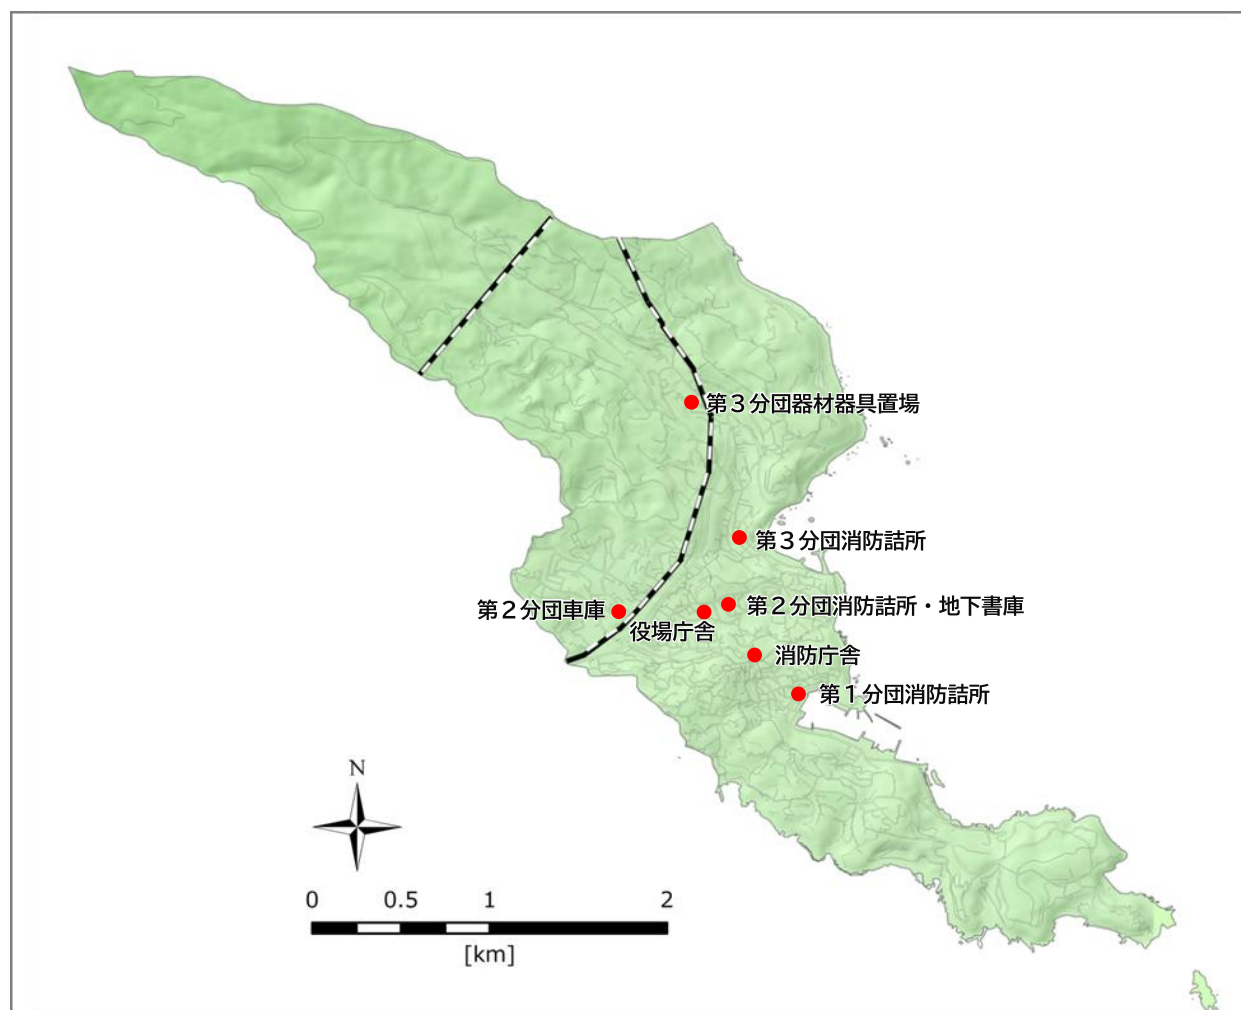 第３分団器材器具置場
第３分団消防詰所
第２分団車庫
第２分団消防詰所・地下書庫
役場庁舎
消防庁舎
第１分団消防詰所
N
0 0.5 1 2
[km]